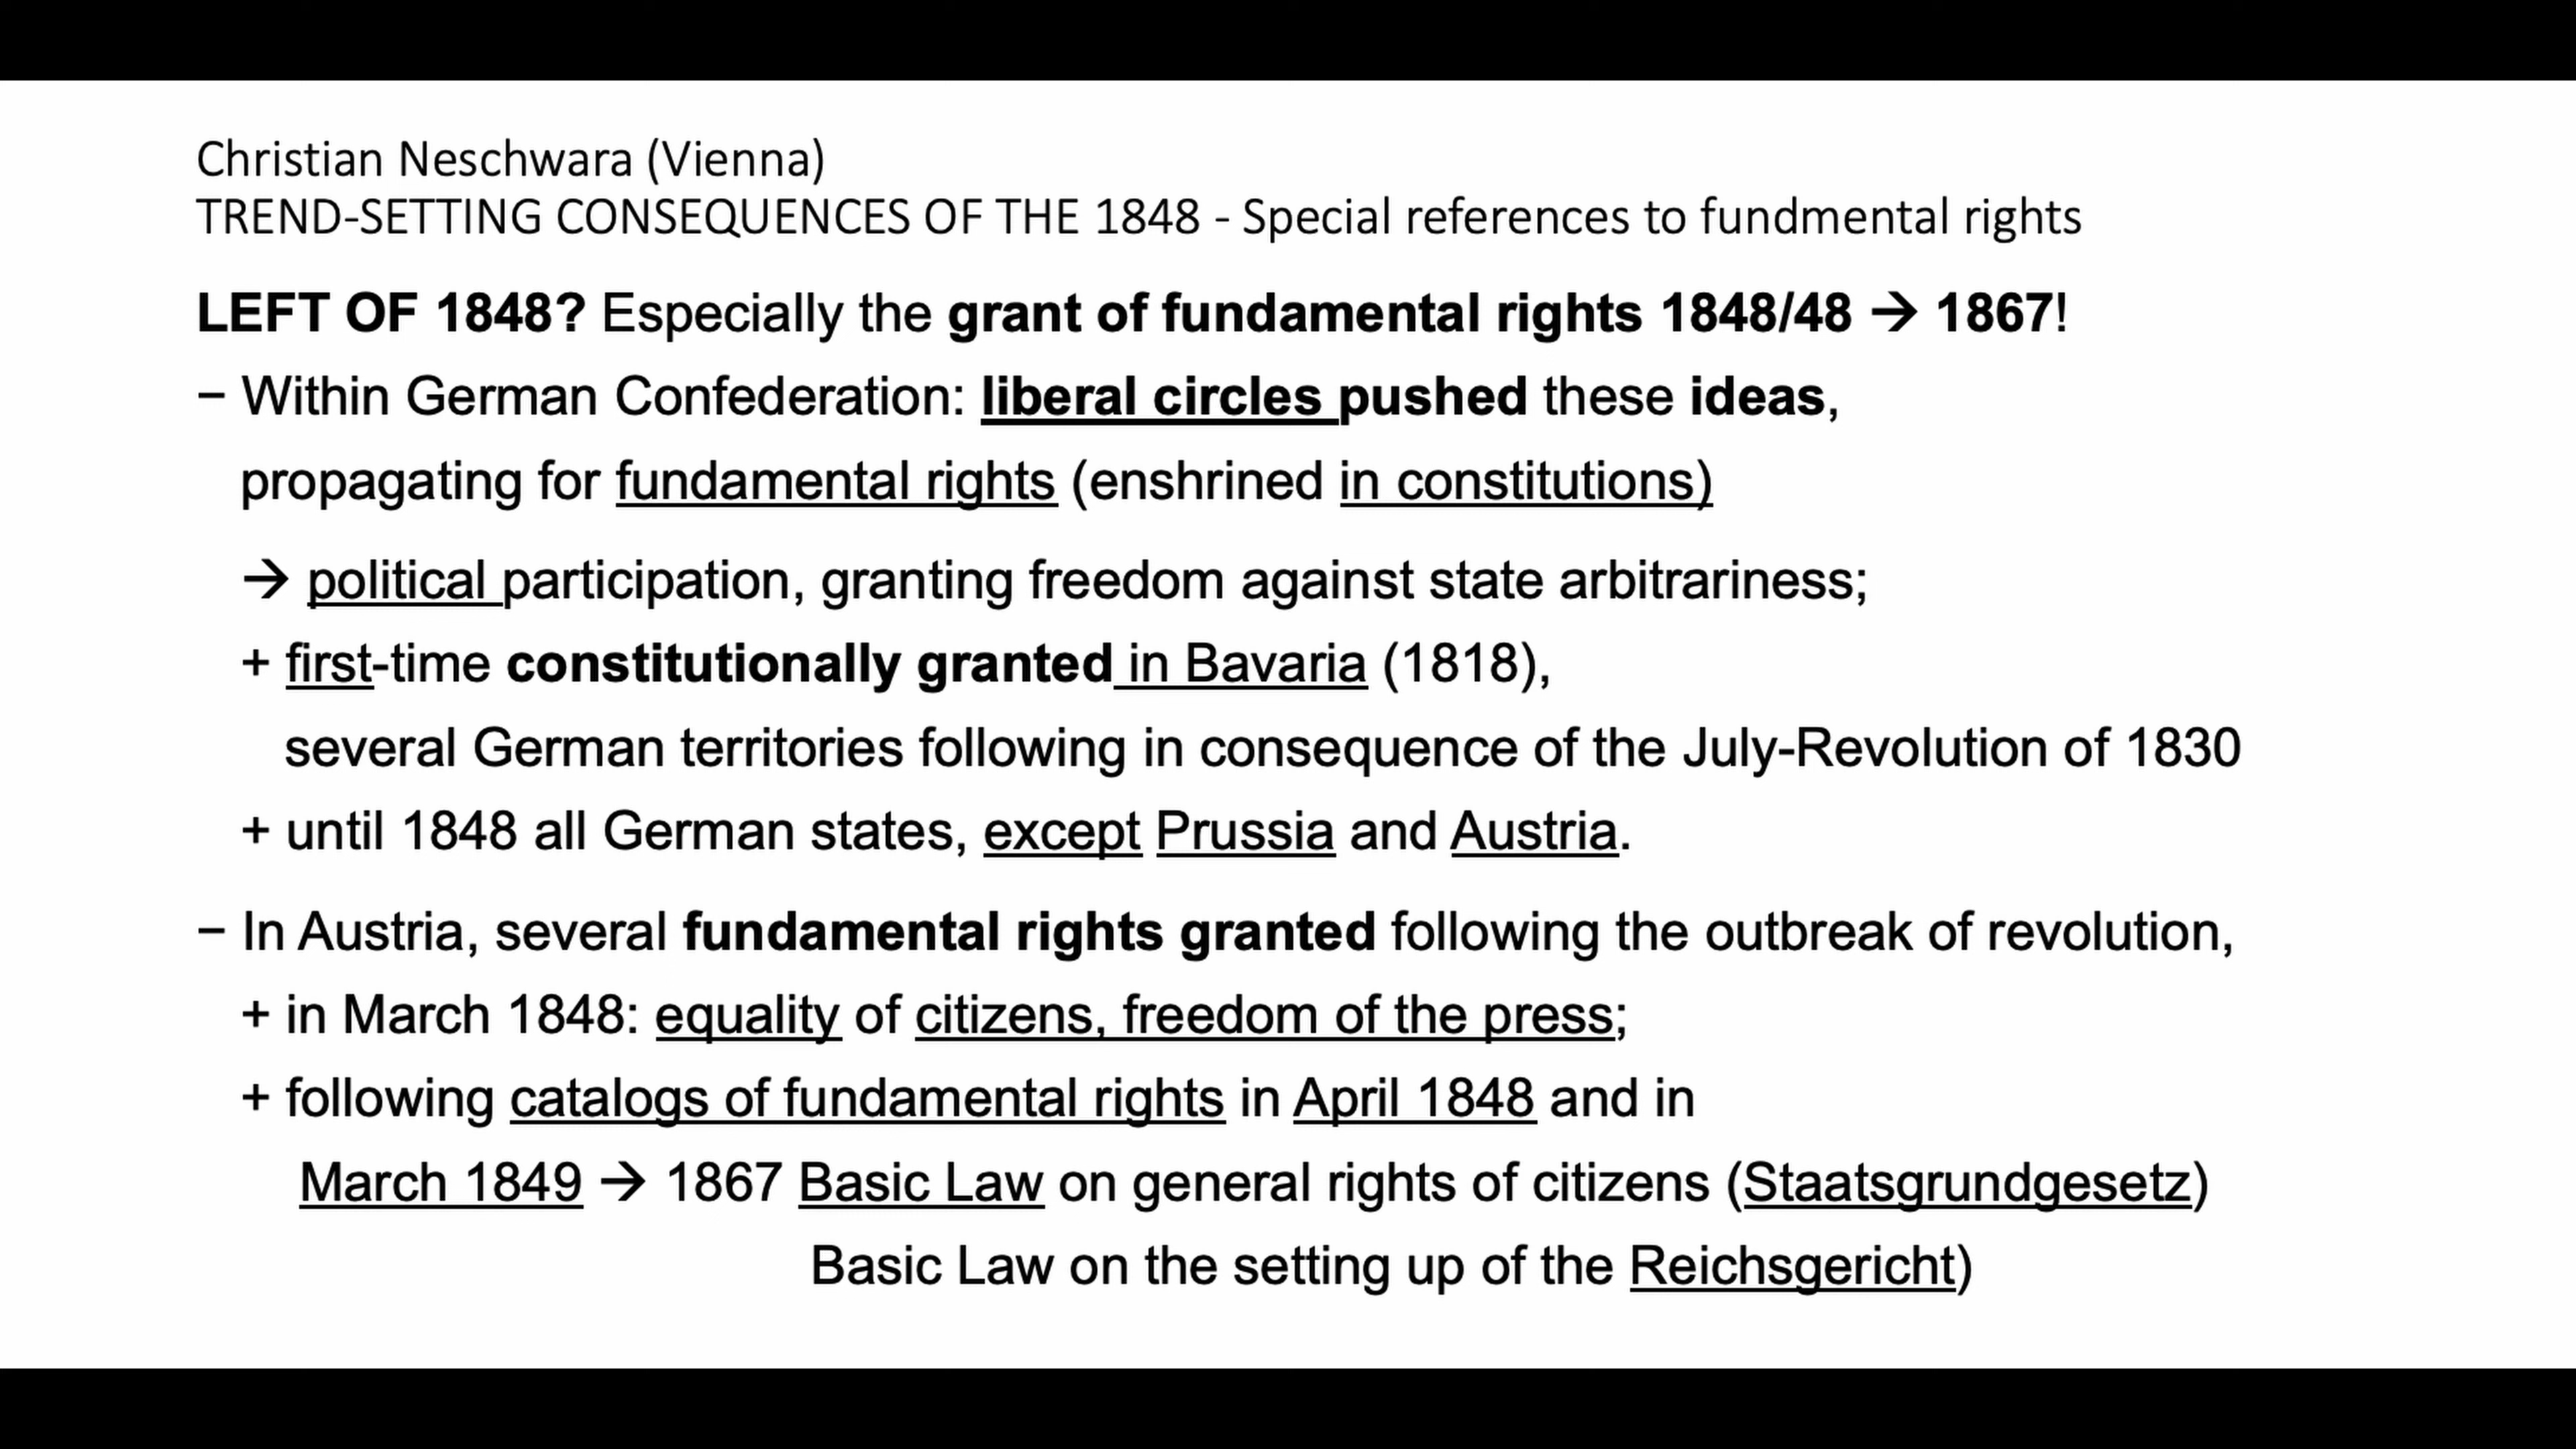 Christian Neschwara (Vienna)
TREND-SETTING CONSEQUENCES OF THE 1848 - Special references to fundmental rights
LEFT OF 1848? Especially the grant of fundamental rights 1848/48 → 1867!
− Within German Confederation: liberal circles pushed these ideas,
propagating for fundamental rights (enshrined in constitutions)
→ political participation, granting freedom against state arbitrariness;
+ first-time constitutionally granted in Bavaria (1818),
several German territories following in consequence of the July-Revolution of 1830
+ until 1848 all German states, except Prussia and Austria.
− In Austria, several fundamental rights granted following the outbreak of revolution,
+ in March 1848: equality of citizens, freedom of the press;
+ following catalogs of fundamental rights in April 1848 and in
March 1849 → 1867 Basic Law on general rights of citizens (Staatsgrundgesetz)
Basic Law on the setting up of the Reichsgericht)